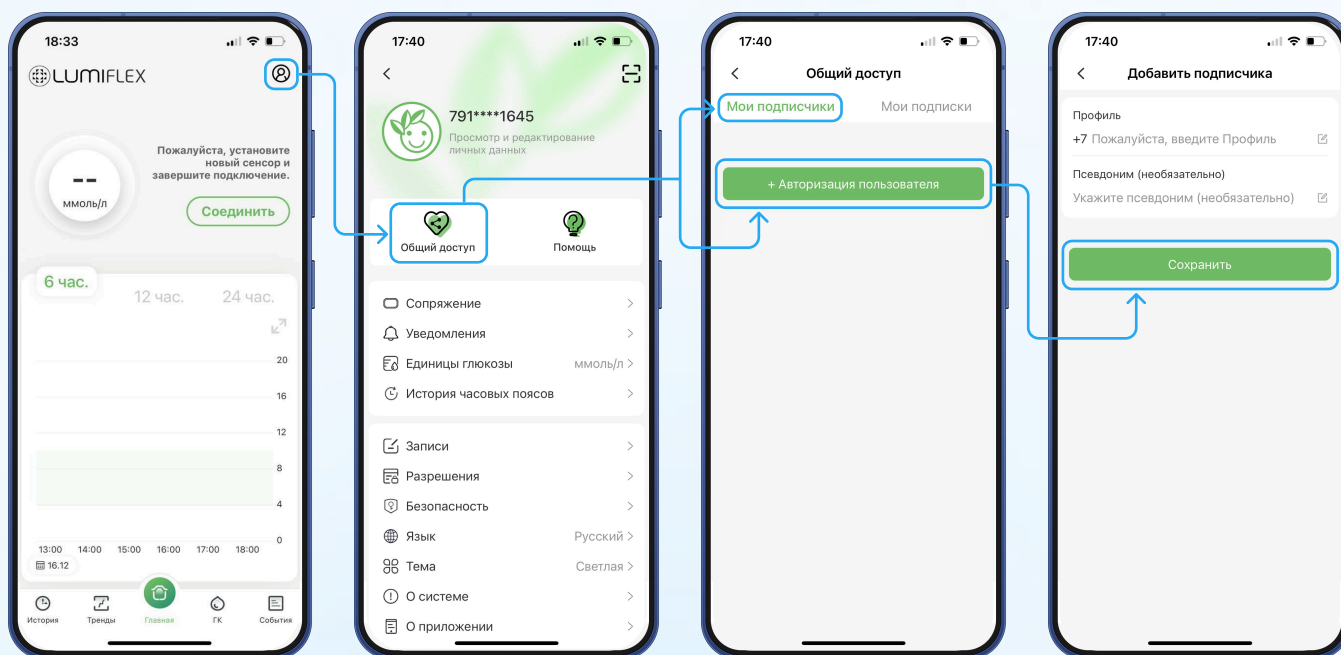 18:33
LUMIFLEX
Пожалуйста, установите
новый сенсор и
завершите подключение.
--
ммоль/л
Соединить
6 час.
12 час.
24 час.
20
16
12
8
4
0
13:00 14:00 15:00 16:00 17:00 18:00
16.12
История
Тренды
Главная
ГК
События
17:40
791****1645
Просмотр и редактирование
личных данных
Общий доступ
Помощь
Сопряжение
Уведомления
Единицы глюкозы ммоль/л
История часовых поясов
Записи
Разрешения
Безопасность
Язык Русский
Тема Светлая
О системе
О приложении
17:40
Общий доступ
Мои подписчики
Мои подписки
+ Авторизация пользователя
17:40
Добавить подписчика
Профиль
+7 Пожалуйста, введите Профиль
Псевдоним (необязательно)
Укажите псевдоним (необязательно)
Сохранить